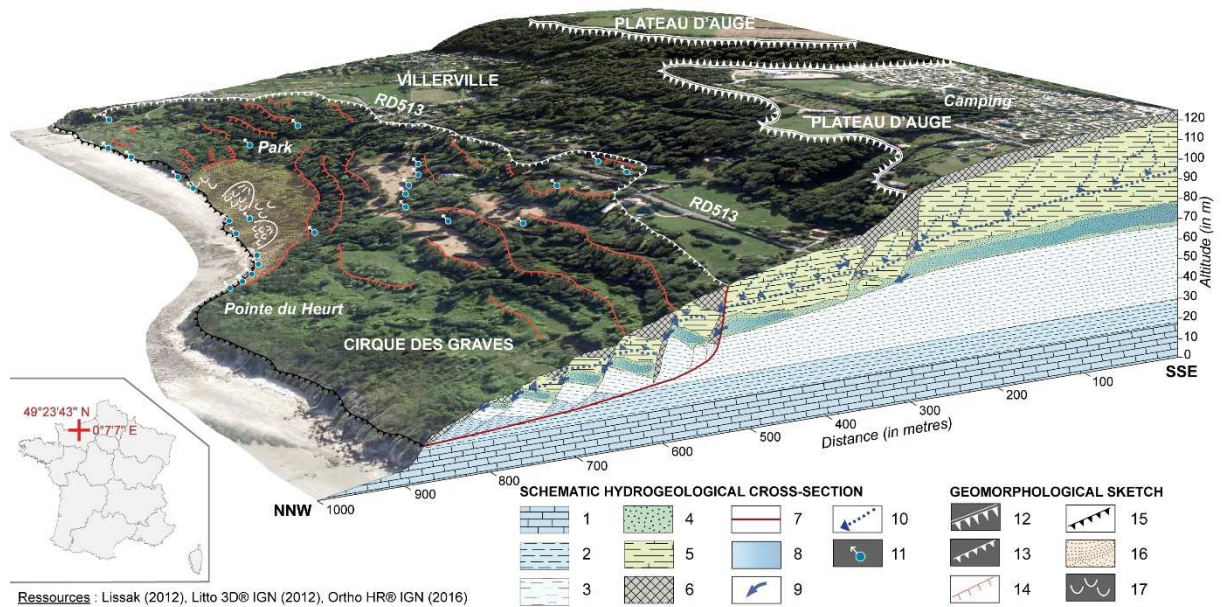 PLATEAU D'AUGE
VILLERVILLE
RD513
Camping
PLATEAU D'AUGE
Park
RD513
Pointe du Heurt
CIRQUE DES GRAVES
120
110
100
90
80
70
60
50
40
30
20
10
0
Altitude (in m)
SSE
100
200
300
400
500
600
700
800
900
1000
Distance (in metres)
NNW
49°23'43" N
0°7'7" E
SCHEMATIC HYDROGEOLOGICAL CROSS-SECTION
1 4 7 10
2 5 8 11
3 6 9
GEOMORPHOLOGICAL SKETCH
12 15
13 16
14 17
Ressources : Lissak (2012), Litto 3D® IGN (2012), Ortho HR® IGN (2016)